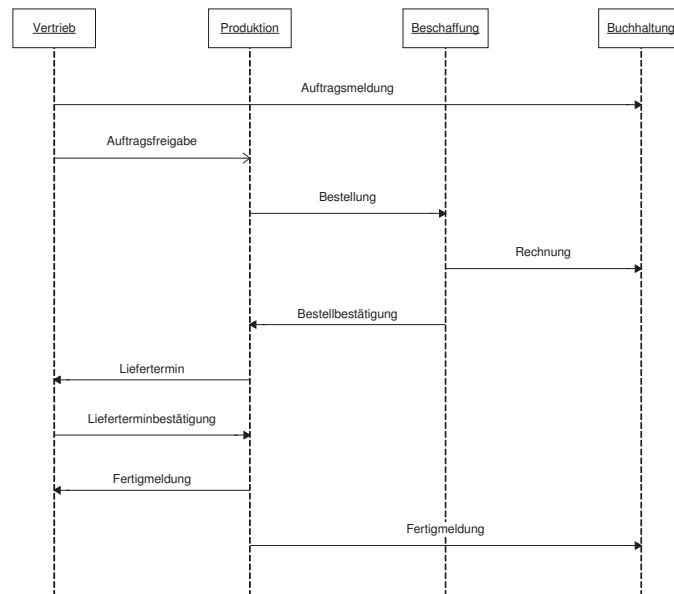 Vertrieb
Produktion
Beschaffung
Buchhaltung
Auftragsmeldung
Auftragsfreigabe
Bestellung
Rechnung
Bestellbestätigung
Liefertermin
Lieferterminbestätigung
Fertigmeldung
Fertigmeldung